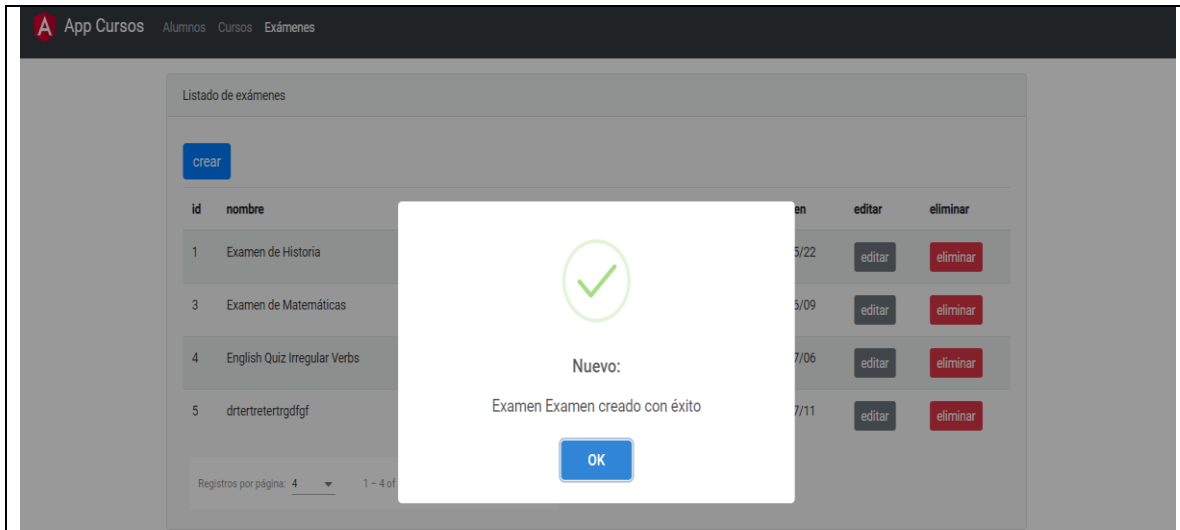 App Cursos Alumnos Cursos Exámenes
Listado de exámenes
crear
id nombre en editar eliminar
1 Examen de Historia 5/22 editar eliminar
3 Examen de Matemáticas 6/09 editar eliminar
4 English Quiz Irregular Verbs 7/06 editar eliminar
5 drtertretertrgdfgf 7/11 editar eliminar
Nuevo:
Examen Examen creado con éxito
OK
Registros por página: 4 1 – 4 of